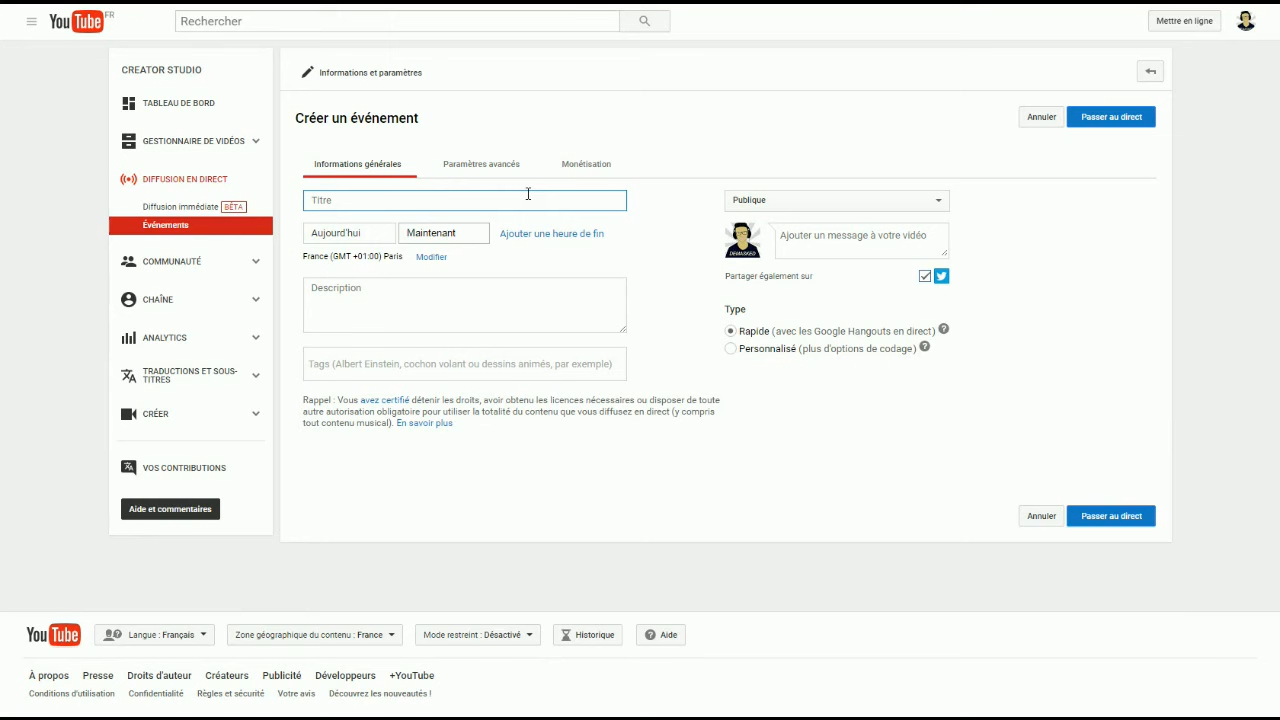 YouTube FR
Rechercher
Mettre en ligne
CREATOR STUDIO
TABLEAU DE BORD
GESTIONNAIRE DE VIDÉOS
DIFFUSION EN DIRECT
Diffusion immédiate BÊTA
Événements
COMMUNAUTÉ
CHAÎNE
ANALYTICS
TRADUCTIONS ET SOUS-
TITRES
CRÉER
VOS CONTRIBUTIONS
Aide et commentaires
Informations et paramètres
Créer un événement
Annuler
Passer au direct
Informations générales
Paramètres avancés
Monétisation
Titre
Aujourd'hui
Maintenant
Ajouter une heure de fin
France (GMT +01:00) Paris
Modifier
Description
Tags (Albert Einstein, cochon volant ou dessins animés, par exemple)
Rappel : Vous avez certifié détenir les droits, avoir obtenu les licences nécessaires ou disposer de toute
autre autorisation obligatoire pour utiliser la totalité du contenu que vous diffusez en direct (y compris
tout contenu musical). En savoir plus
Publique
DEMASKED
Ajouter un message à votre vidéo
Partager également sur
Type
Rapide (avec les Google Hangouts en direct) ?
Personnalisé (plus d'options de codage) ?
Annuler
Passer au direct
YouTube
Langue : Français
Zone géographique du contenu : France
Mode restreint : Désactivé
Historique
Aide
À propos
Presse
Droits d'auteur
Créateurs
Publicité
Développeurs
+YouTube
Conditions d'utilisation
Confidentialité
Règles et sécurité
Votre avis
Découvrez les nouveautés !